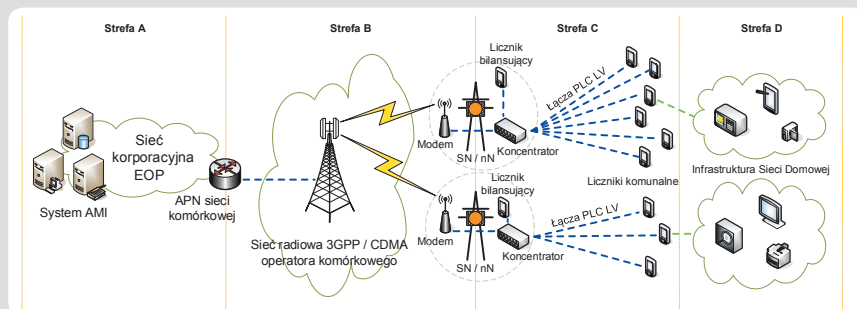 Strefa A
Strefa B
Strefa C
Strefa D
Sieć
korporacyjna
EOP
System AMI
APN sieci
komórkowej
Sieć radiowa 3GPP / CDMA
operatora komórkowego
Licznik
bilansujący
Modem
SN / nN
Koncentrator
Łącza PLC LV
Liczniki komunalne
Infrastruktura Sieci Domowej
Licznik
bilansujący
Modem
SN / nN
Koncentrator
Łącza PLC LV